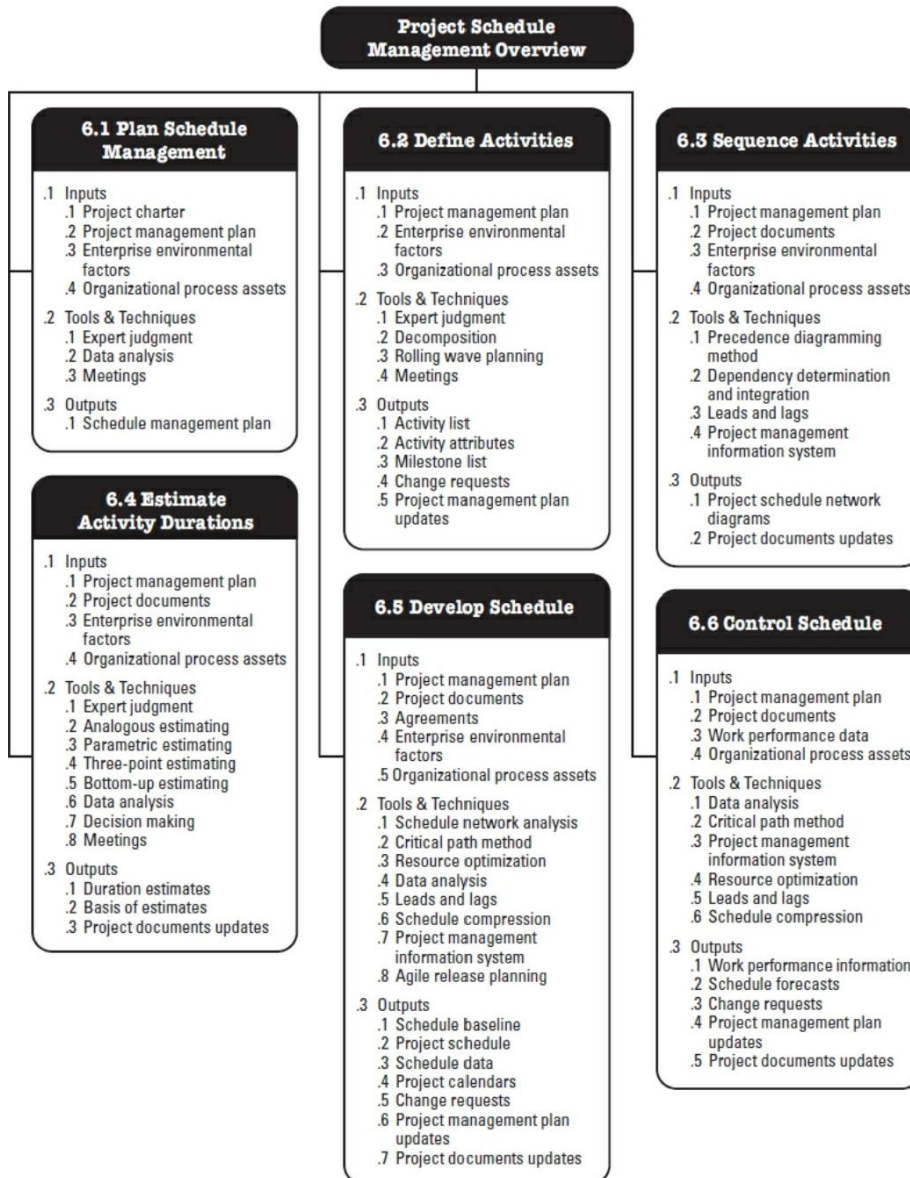 Project Schedule
Management Overview
6.1 Plan Schedule
Management
.1 Inputs
.1 Project charter
.2 Project management plan
.3 Enterprise environmental
factors
.4 Organizational process assets
.2 Tools & Techniques
.1 Expert judgment
.2 Data analysis
.3 Meetings
.3 Outputs
.1 Schedule management plan
6.2 Define Activities
.1 Inputs
.1 Project management plan
.2 Enterprise environmental
factors
.3 Organizational process assets
.2 Tools & Techniques
.1 Expert judgment
.2 Decomposition
.3 Rolling wave planning
.4 Meetings
.3 Outputs
.1 Activity list
.2 Activity attributes
.3 Milestone list
.4 Change requests
.5 Project management plan
updates
6.3 Sequence Activities
.1 Inputs
.1 Project management plan
.2 Project documents
.3 Enterprise environmental
factors
.4 Organizational process assets
.2 Tools & Techniques
.1 Precedence diagramming
method
.2 Dependency determination
and integration
.3 Leads and lags
.4 Project management
information system
.3 Outputs
.1 Project schedule network
diagrams
.2 Project documents updates
6.4 Estimate
Activity Durations
.1 Inputs
.1 Project management plan
.2 Project documents
.3 Enterprise environmental
factors
.4 Organizational process assets
.2 Tools & Techniques
.1 Expert judgment
.2 Analogous estimating
.3 Parametric estimating
.4 Three-point estimating
.5 Bottom-up estimating
.6 Data analysis
.7 Decision making
.8 Meetings
.3 Outputs
.1 Duration estimates
.2 Basis of estimates
.3 Project documents updates
6.5 Develop Schedule
.1 Inputs
.1 Project management plan
.2 Project documents
.3 Agreements
.4 Enterprise environmental
factors
.5 Organizational process assets
.2 Tools & Techniques
.1 Schedule network analysis
.2 Critical path method
.3 Resource optimization
.4 Data analysis
.5 Leads and lags
.6 Schedule compression
.7 Project management
information system
.8 Agile release planning
.3 Outputs
.1 Schedule baseline
.2 Project schedule
.3 Schedule data
.4 Project calendars
.5 Change requests
.6 Project management plan
updates
.7 Project documents updates
6.6 Control Schedule
.1 Inputs
.1 Project management plan
.2 Project documents
.3 Work performance data
.4 Organizational process assets
.2 Tools & Techniques
.1 Data analysis
.2 Critical path method
.3 Project management
information system
.4 Resource optimization
.5 Leads and lags
.6 Schedule compression
.3 Outputs
.1 Work performance information
.2 Schedule forecasts
.3 Change requests
.4 Project management plan
updates
.5 Project documents updates